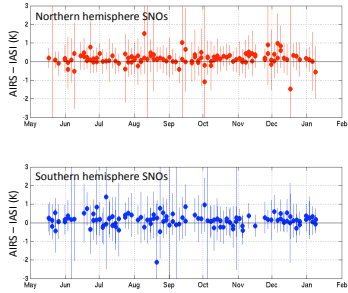 3
Northern hemisphere SNOs
2
1
0
-1
-2
-3
AIRS − IASI (K)
May Jun Jul Aug Sep Oct Nov Dec Jan Feb
3
Southern hemisphere SNOs
2
1
0
-1
-2
-3
AIRS − IASI (K)
May Jun Jul Aug Sep Oct Nov Dec Jan Feb